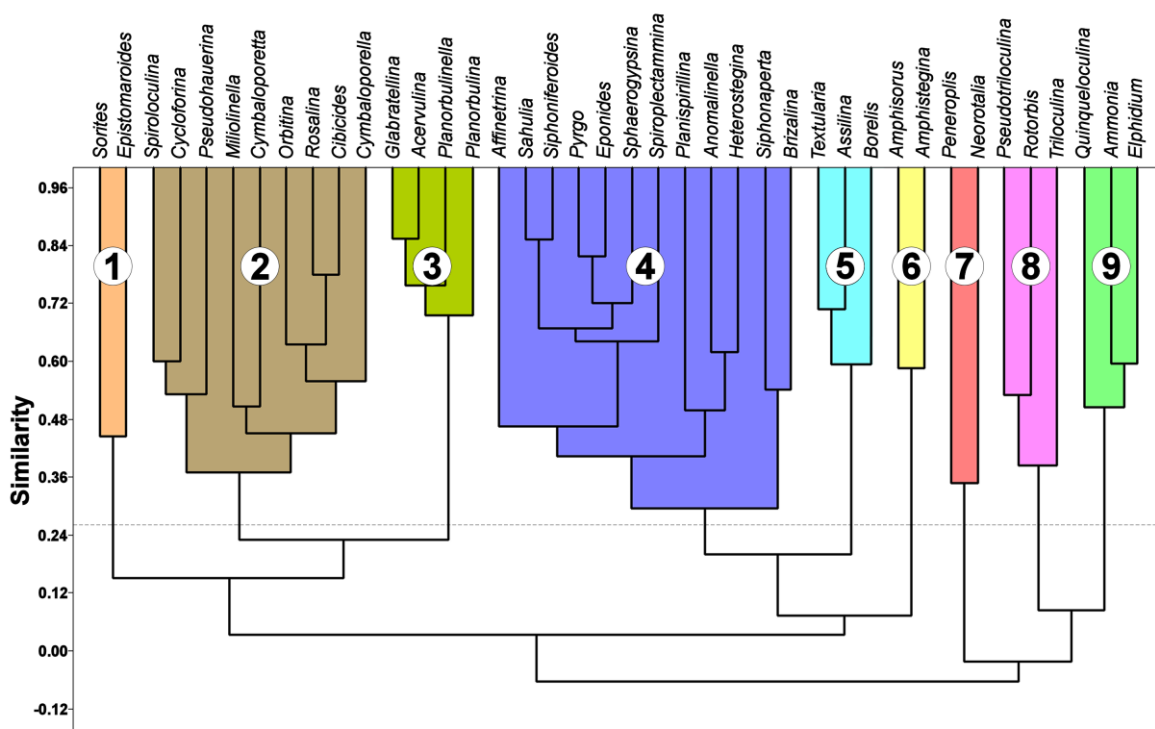 Sorites
Epistomaroides
Spiroloculina
Cycloforina
Pseudohauerina
Miliolinella
Cymbaloporetta
Orbitina
Rosalina
Cibicides
Cymbaloporella
Glabratellina
Acervulina
Planorbulinella
Planorbulina
Affinetrina
Sahulia
Siphoniferoides
Pyrgo
Eponides
Sphaerogypsina
Spiroplectammina
Planispirillina
Anomalinella
Heterostegina
Siphonaperta
Brizalina
Textularia
Assilina
Borelis
Amphisorus
Amphistegina
Peneroplis
Neorotalia
Pseudotriloculina
Rotorbis
Triloculina
Quinqueloculina
Ammonia
Elphidium
0.96
0.84
0.72
0.60
0.48
0.36
0.24
0.12
0.00
-0.12
Similarity
1
2
3
4
5
6
7
8
9